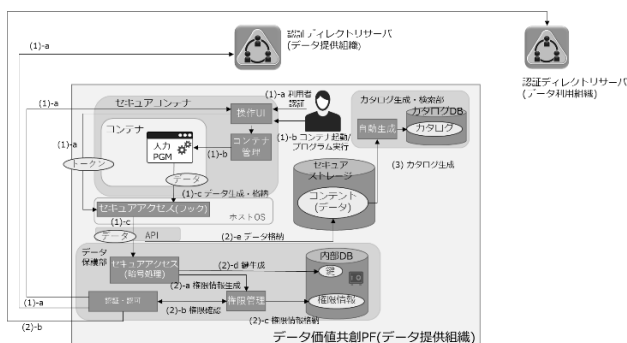 認証ディレクトリサーバ
(データ提供組織)
認証ディレクトリサーバ
(データ利用組織)
(1)-a
(1)-a 利用者
認証
(1)-a
セキュアコンテナ
操作UI
カタログ生成・検索部
カタログDB
(1)-a
コンテナ
入力
PGM
(1)-b
コンテナ
管理
(1)-b コンテナ起動/
プログラム実行
自動生成
カタログ
トークン
データ
セキュア
ストレージ
(3) カタログ生成
(1)-c データ生成・格納
コンテント
(データ)
セキュアアクセス(フック)
ホストOS
(1)-c
データ
API
(2)-e データ格納
データ
保護部
セキュアアクセス
(暗号処理)
内部DB
(2)-d 鍵生成
鍵
(2)-a 権限情報生成
(1)-a
認証・認可
(2)-b 権限確認
権限管理
権限情報
(2)-c 権限情報格納
(2)-b
データ価値共創PF(データ提供組織)